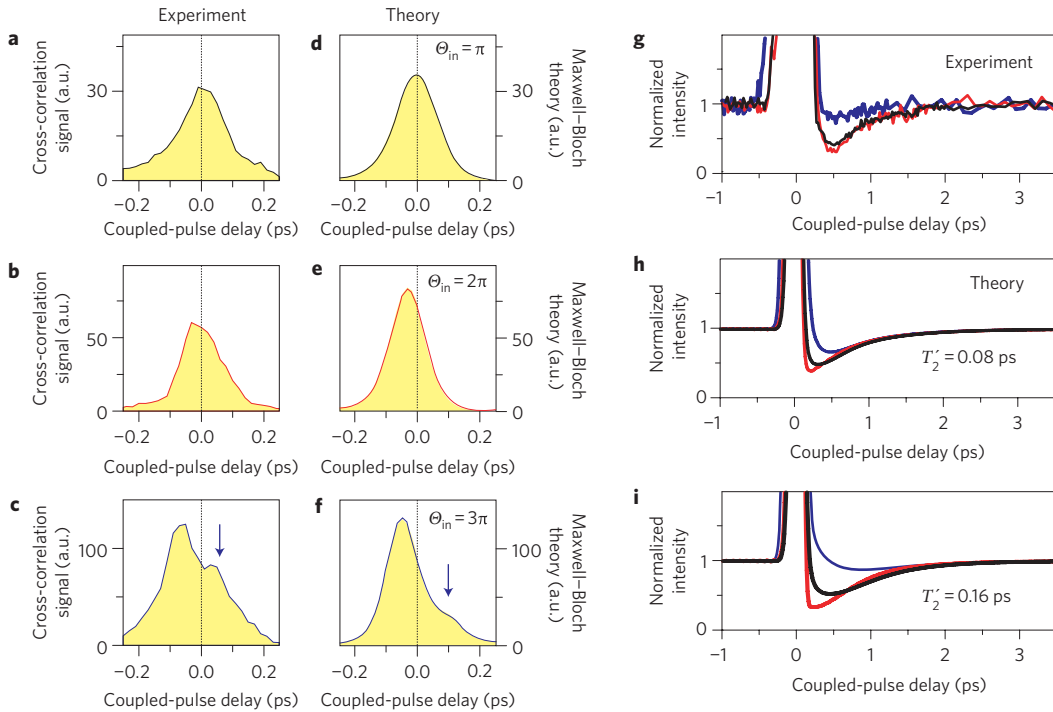 Experiment
Theory
a
Cross-correlation
signal (a.u.)
30
0
−0.2
0.0
0.2
Coupled-pulse delay (ps)
d
Θin = π
30
0
Maxwell–Bloch
theory (a.u.)
−0.2
0.0
0.2
Coupled-pulse delay (ps)
b
Cross-correlation
signal (a.u.)
50
0
−0.2
0.0
0.2
Coupled-pulse delay (ps)
e
Θin = 2π
50
0
Maxwell–Bloch
theory (a.u.)
−0.2
0.0
0.2
Coupled-pulse delay (ps)
c
Cross-correlation
signal (a.u.)
100
0
−0.2
0.0
0.2
Coupled-pulse delay (ps)
f
Θin = 3π
100
0
Maxwell–Bloch
theory (a.u.)
−0.2
0.0
0.2
Coupled-pulse delay (ps)
g
Experiment
Normalized
intensity
1
0
−1
0
1
2
3
Coupled-pulse delay (ps)
h
Theory
Normalized
intensity
1
0
T′2 = 0.08 ps
−1
0
1
2
3
Coupled-pulse delay (ps)
i
Normalized
intensity
1
0
T′2 = 0.16 ps
−1
0
1
2
3
Coupled-pulse delay (ps)